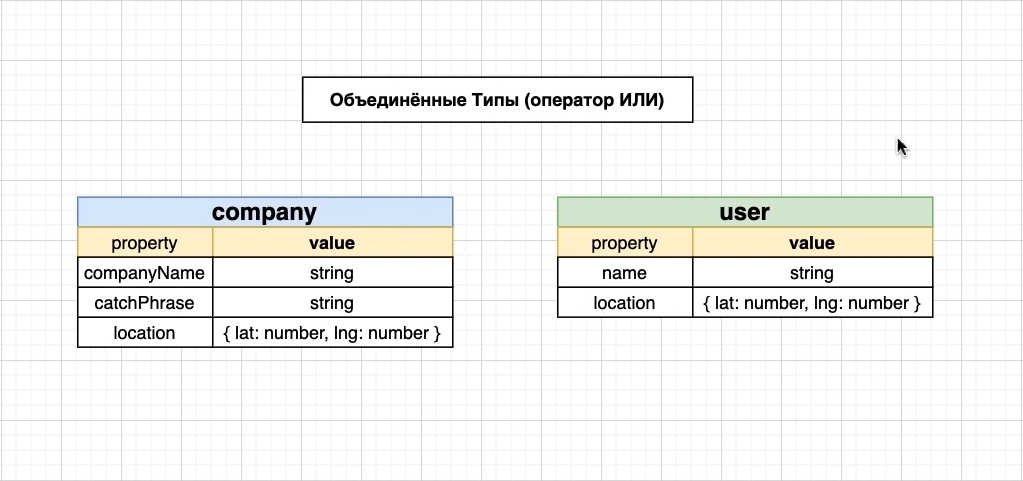 Объединённые Типы (оператор ИЛИ)
company
property value
companyName string
catchPhrase string
location { lat: number, lng: number }
user
property value
name string
location { lat: number, lng: number }